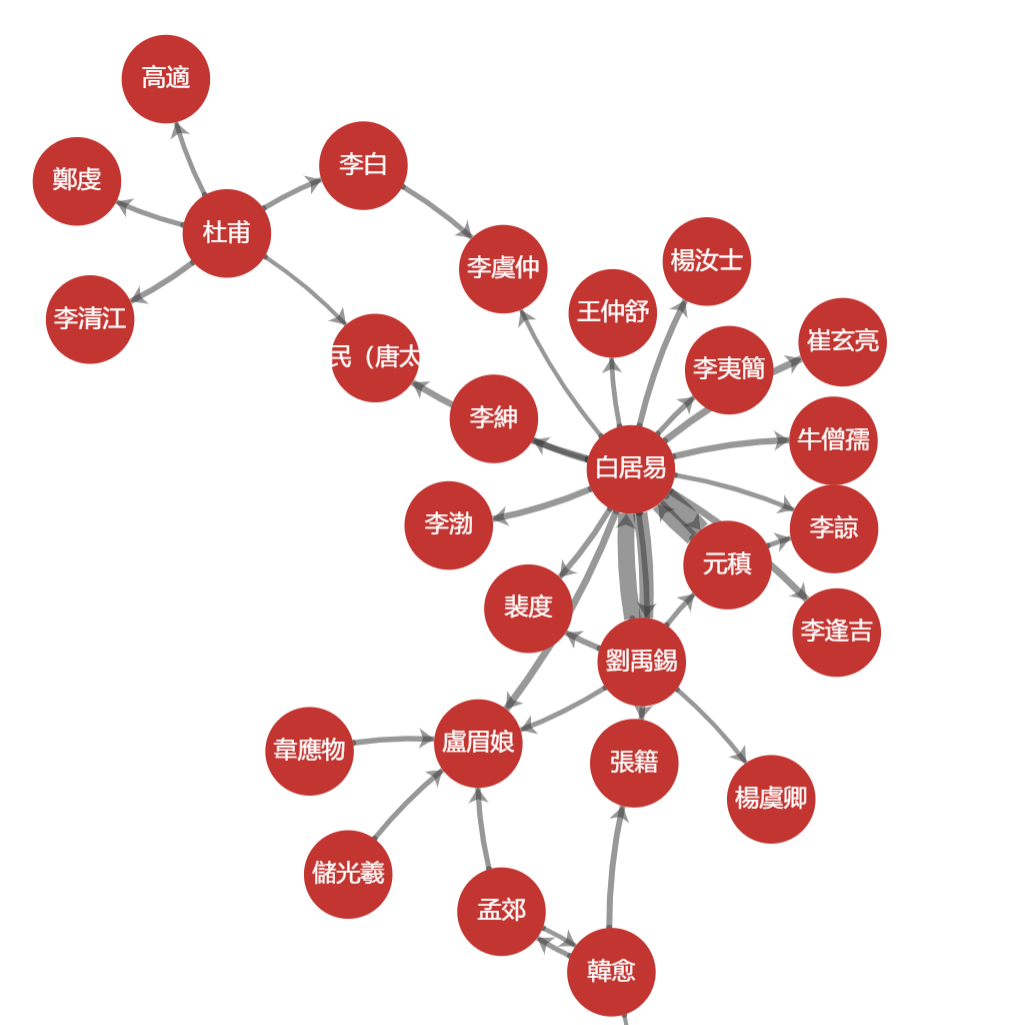 高適
鄭虔
李白
杜甫
李虞仲
楊汝士
李清江
王仲舒
民（唐太
李夷簡
崔玄亮
李紳
牛僧孺
白居易
李渤
李諒
元稹
裴度
李逢吉
劉禹錫
韋應物
盧眉娘
張籍
楊虞卿
儲光羲
孟郊
韓愈